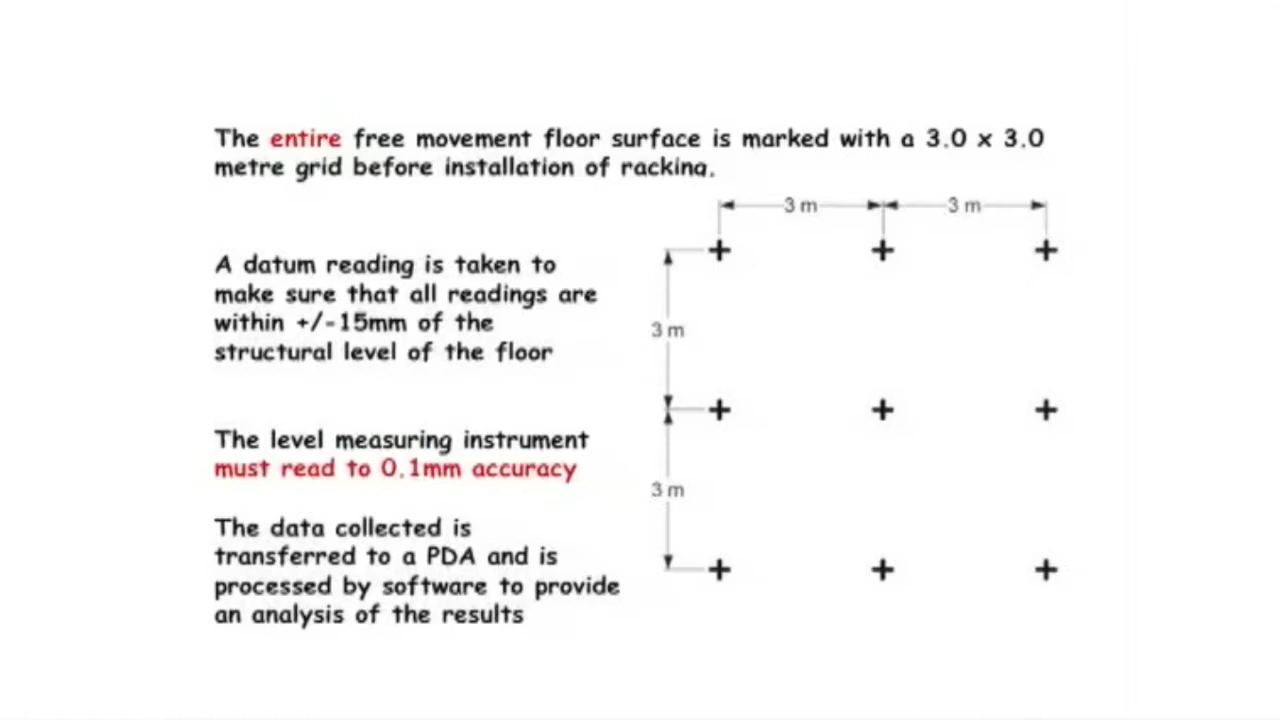 The entire free movement floor surface is marked with a 3.0 x 3.0
metre grid before installation of racking.
3 m
3 m
A datum reading is taken to
make sure that all readings are
within +/-15mm of the
structural level of the floor
3 m
The level measuring instrument
must read to 0.1mm accuracy
3 m
The data collected is
transferred to a PDA and is
processed by software to provide
an analysis of the results